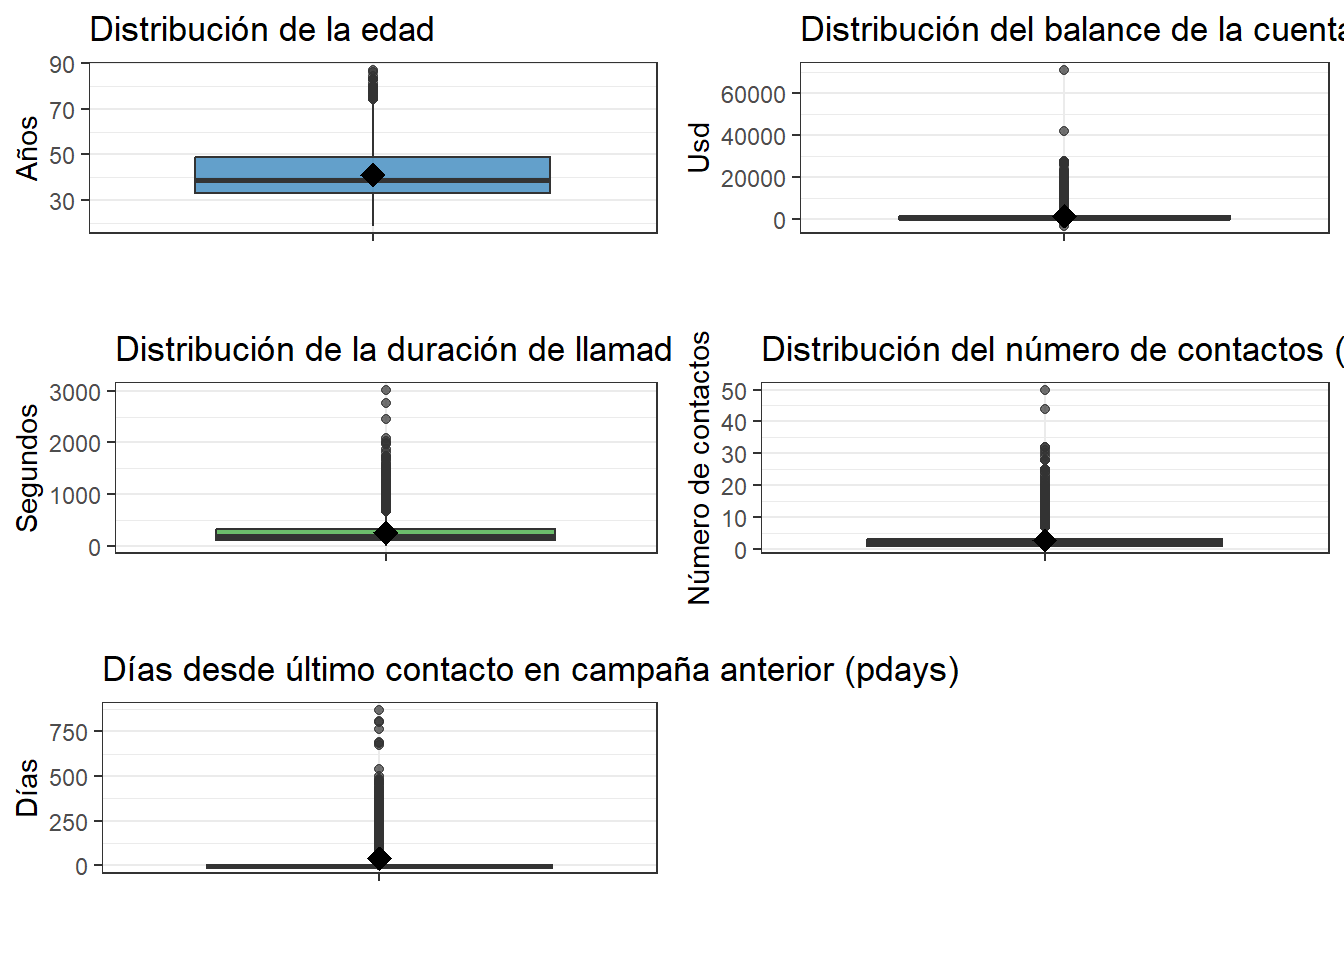 Distribución de la edad
Años
90
70
50
30
Distribución del balance de la cuenta
Usd
60000
40000
20000
0
Distribución de la duración de llamad
Segundos
3000
2000
1000
0
Distribución del número de contactos (
Número de contactos
50
40
30
20
10
0
Días desde último contacto en campaña anterior (pdays)
Días
750
500
250
0